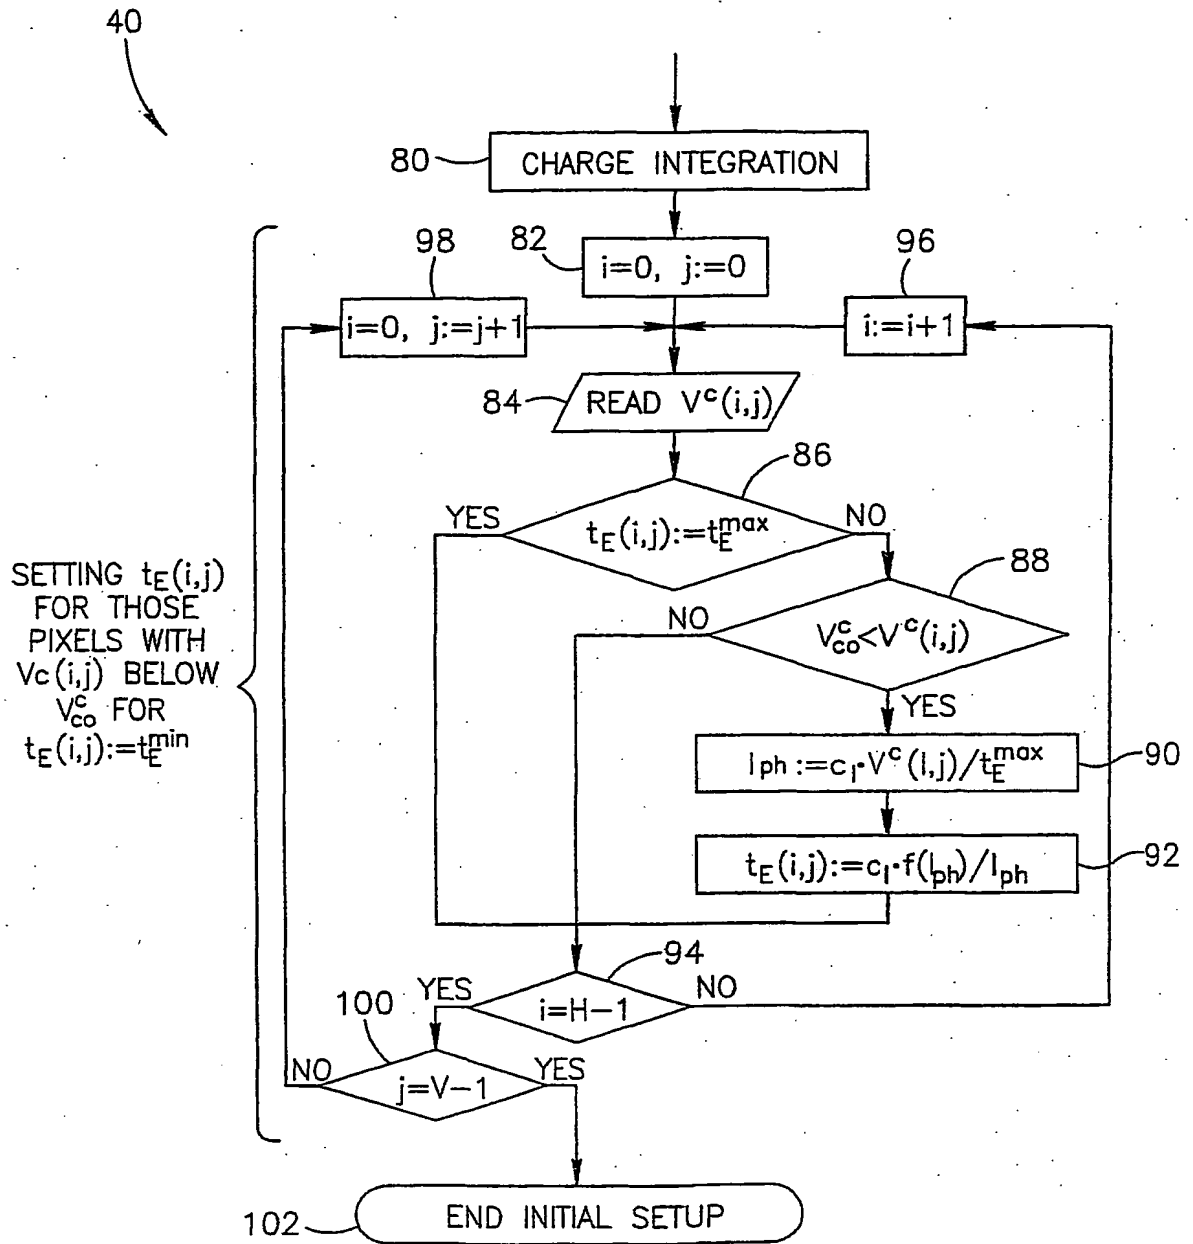 40
80
CHARGE INTEGRATION
82
i=0, j:=0
98
i=0, j:=j+1
96
i:=i+1
84
READ V^c(i,j)
86
t_E(i,j):=t_E^max
YES
NO
88
V_co^c<V^c(i,j)
NO
YES
90
I_ph:=c_I·V^c(i,j)/t_E^max
92
t_E(i,j):=c_I·f(I_ph)/I_ph
94
i=H-1
YES
NO
100
j=V-1
NO
YES
102
END INITIAL SETUP
SETTING t_E(i,j)
FOR THOSE
PIXELS WITH
Vc(i,j) BELOW
V_co^c FOR
t_E(i,j):=t_E^min